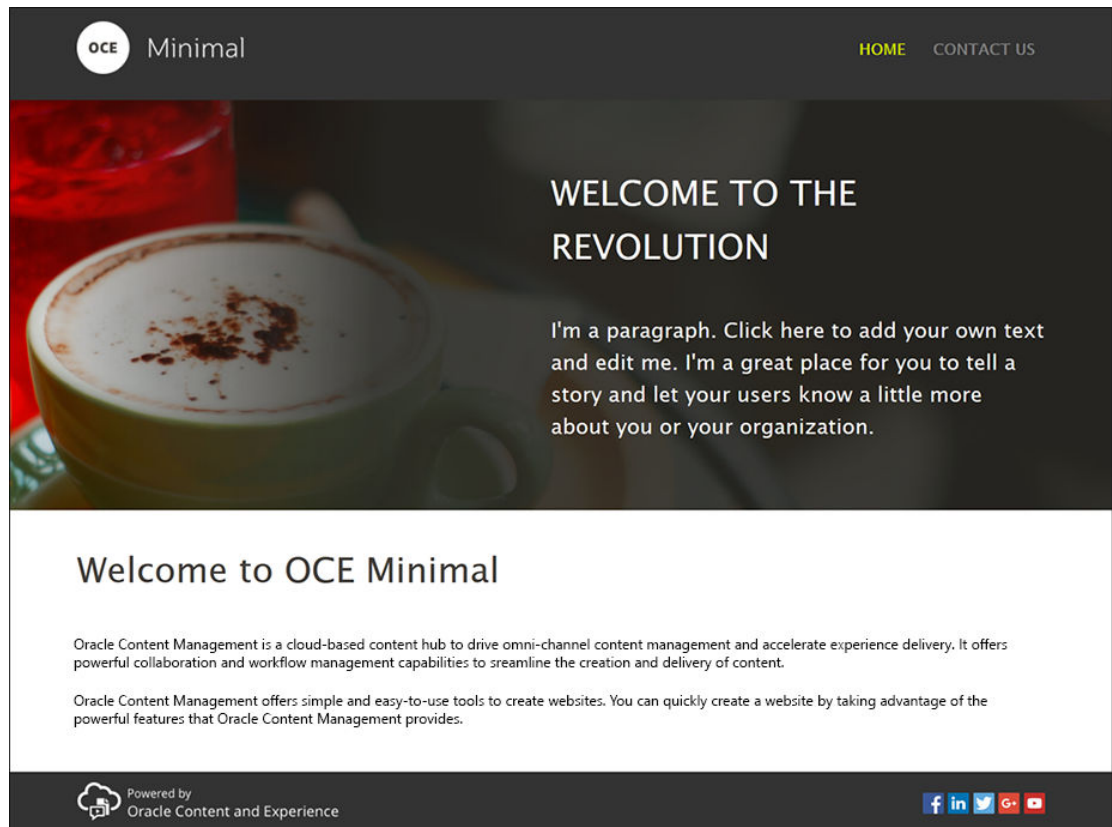 OCE Minimal
HOME CONTACT US
WELCOME TO THE
REVOLUTION
I'm a paragraph. Click here to add your own text
and edit me. I'm a great place for you to tell a
story and let your users know a little more
about you or your organization.
Welcome to OCE Minimal
Oracle Content Management is a cloud-based content hub to drive omni-channel content management and accelerate experience delivery. It offers
powerful collaboration and workflow management capabilities to sreamline the creation and delivery of content.
Oracle Content Management offers simple and easy-to-use tools to create websites. You can quickly create a website by taking advantage of the
powerful features that Oracle Content Management provides.
Powered by
Oracle Content and Experience
f in G+